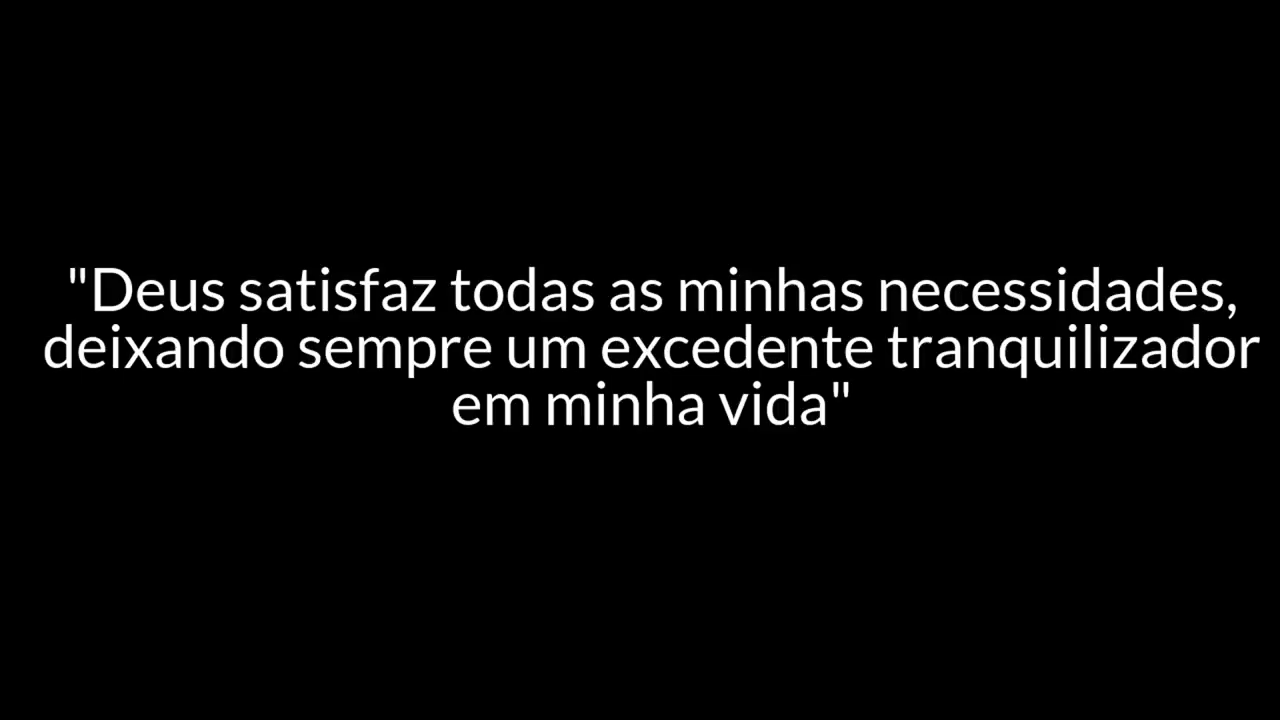 "Deus satisfaz todas as minhas necessidades,
deixando sempre um excedente tranquilizador
em minha vida"